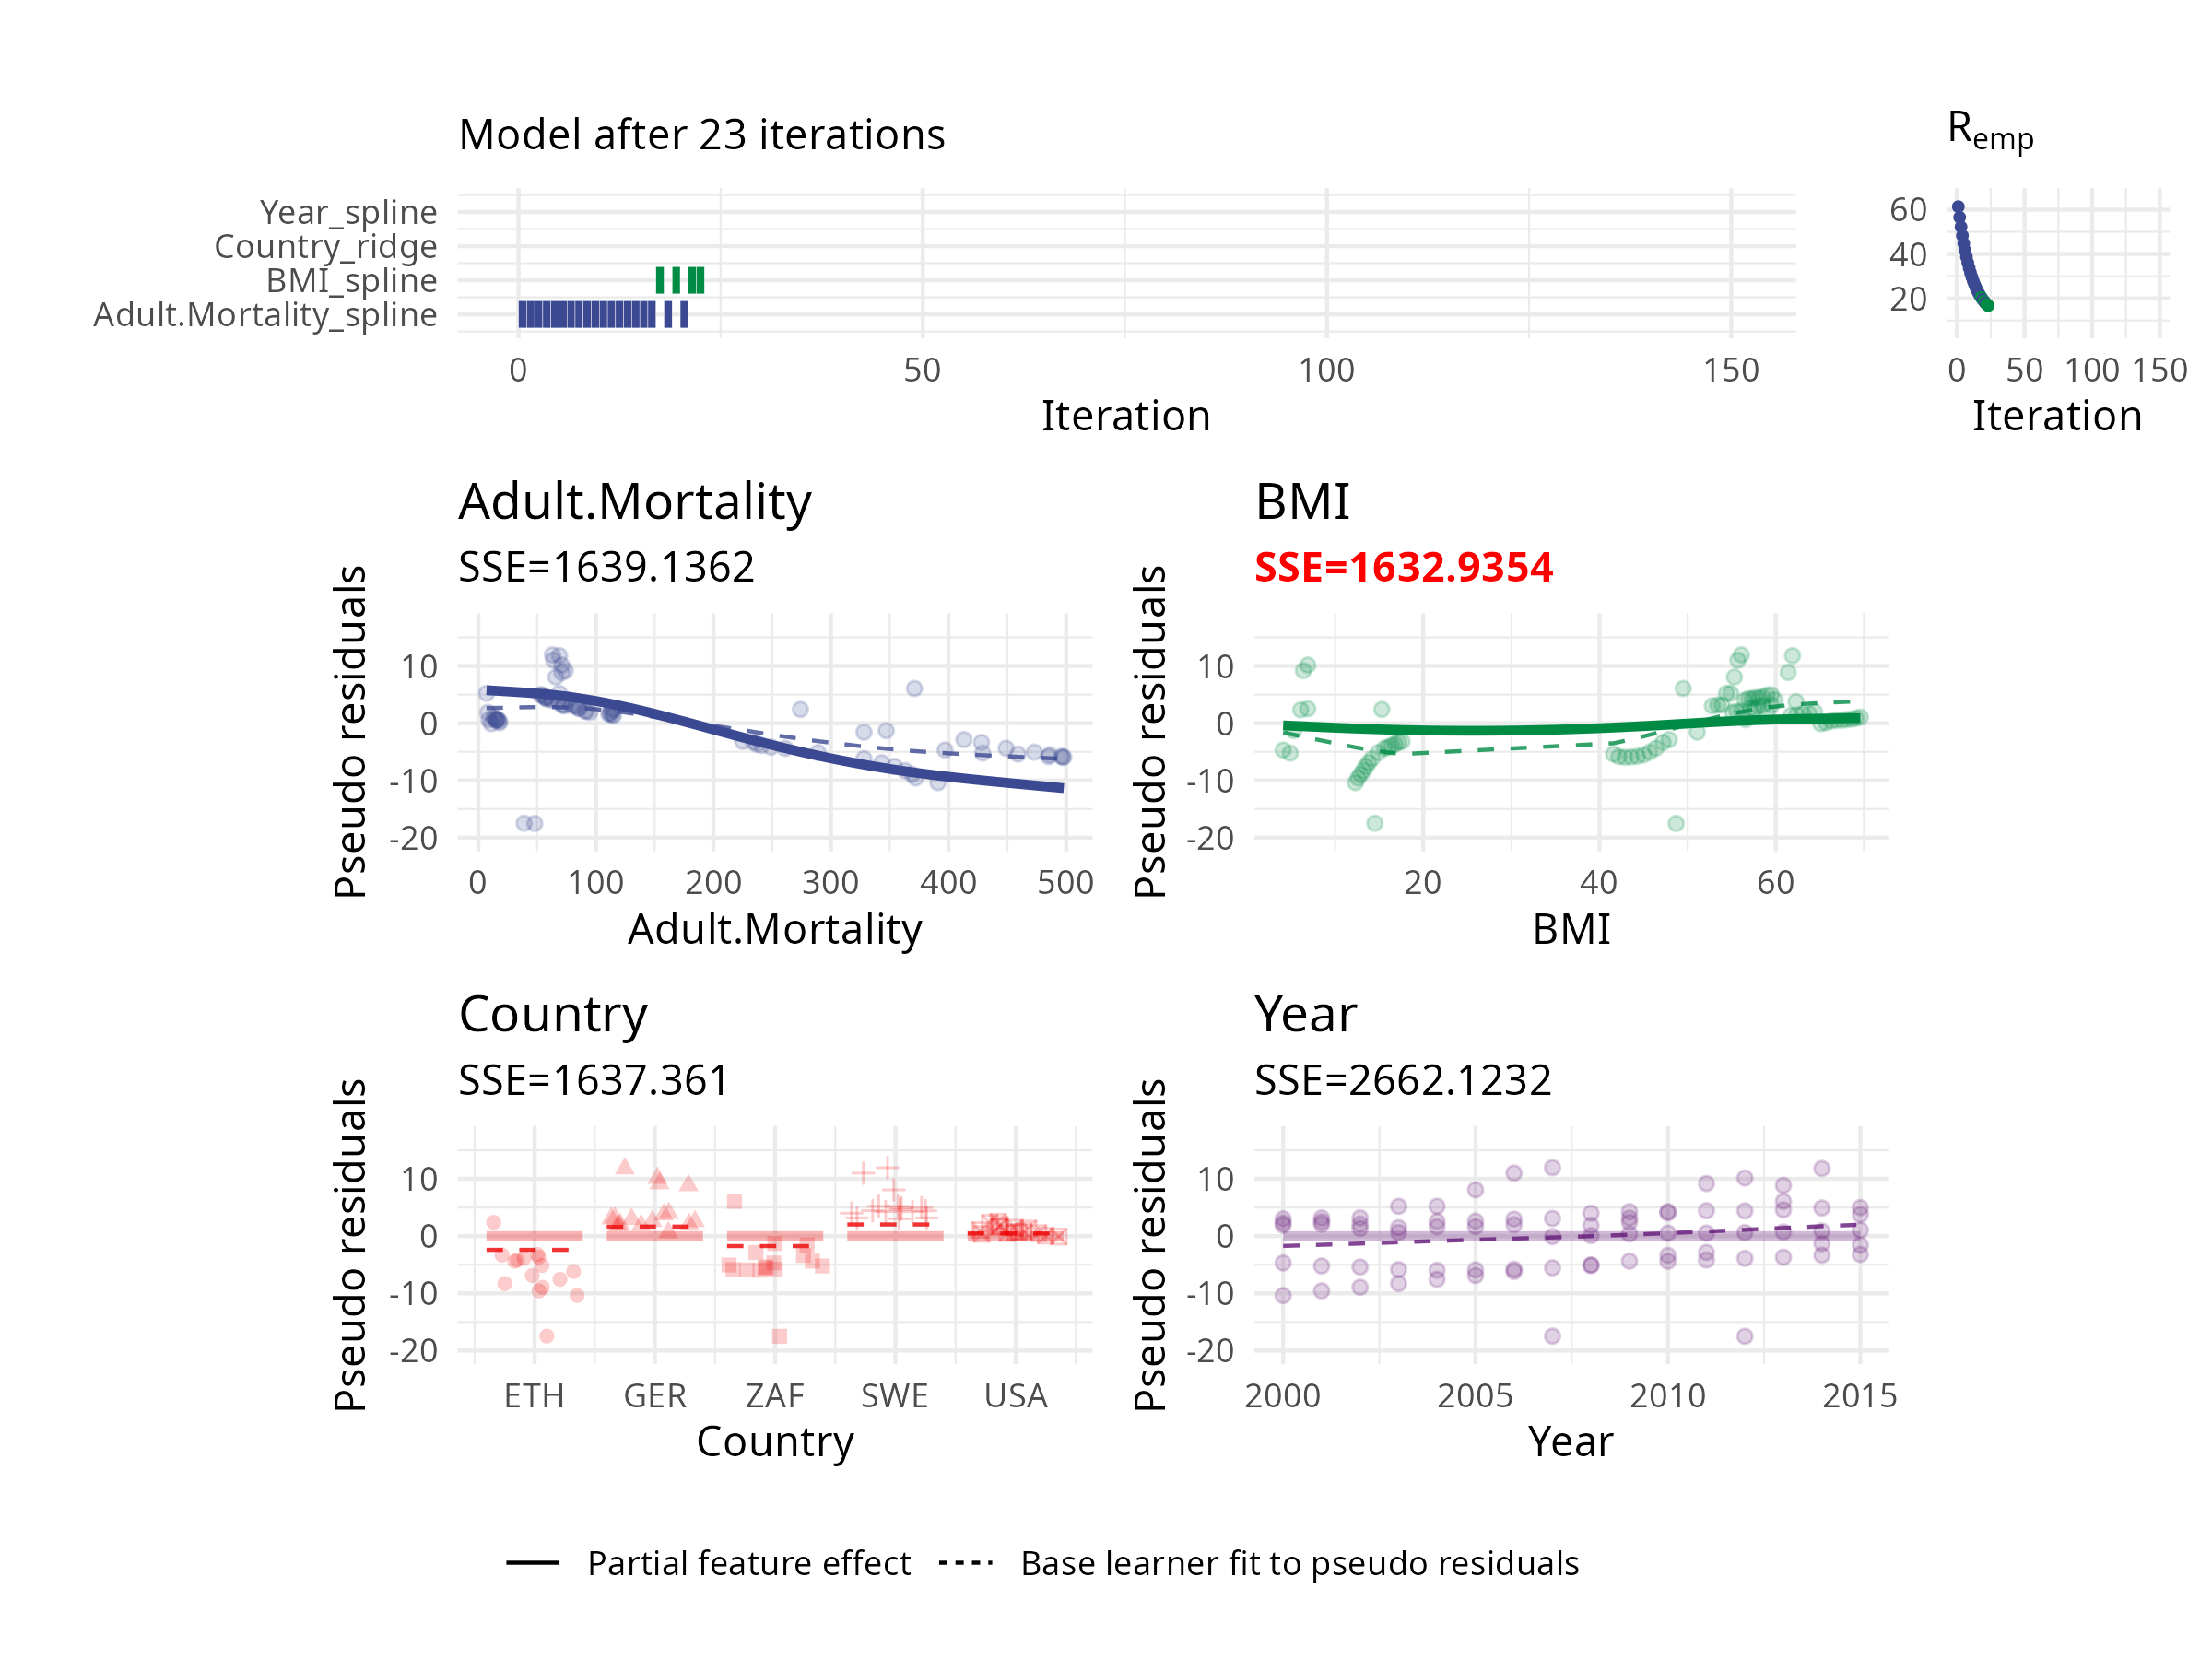 Model after 23 iterations
Year_spline
Country_ridge
BMI_spline
Adult.Mortality_spline
0 50 100 150
Iteration
Remp
60
40
20
0 50 100 150
Iteration
Adult.Mortality
SSE=1639.1362
Pseudo residuals
10
0
-10
-20
0 100 200 300 400 500
Adult.Mortality
BMI
SSE=1632.9354
Pseudo residuals
10
0
-10
-20
20 40 60
BMI
Country
SSE=1637.361
Pseudo residuals
10
0
-10
-20
ETH GER ZAF SWE USA
Country
Year
SSE=2662.1232
Pseudo residuals
10
0
-10
-20
2000 2005 2010 2015
Year
Partial feature effect Base learner fit to pseudo residuals